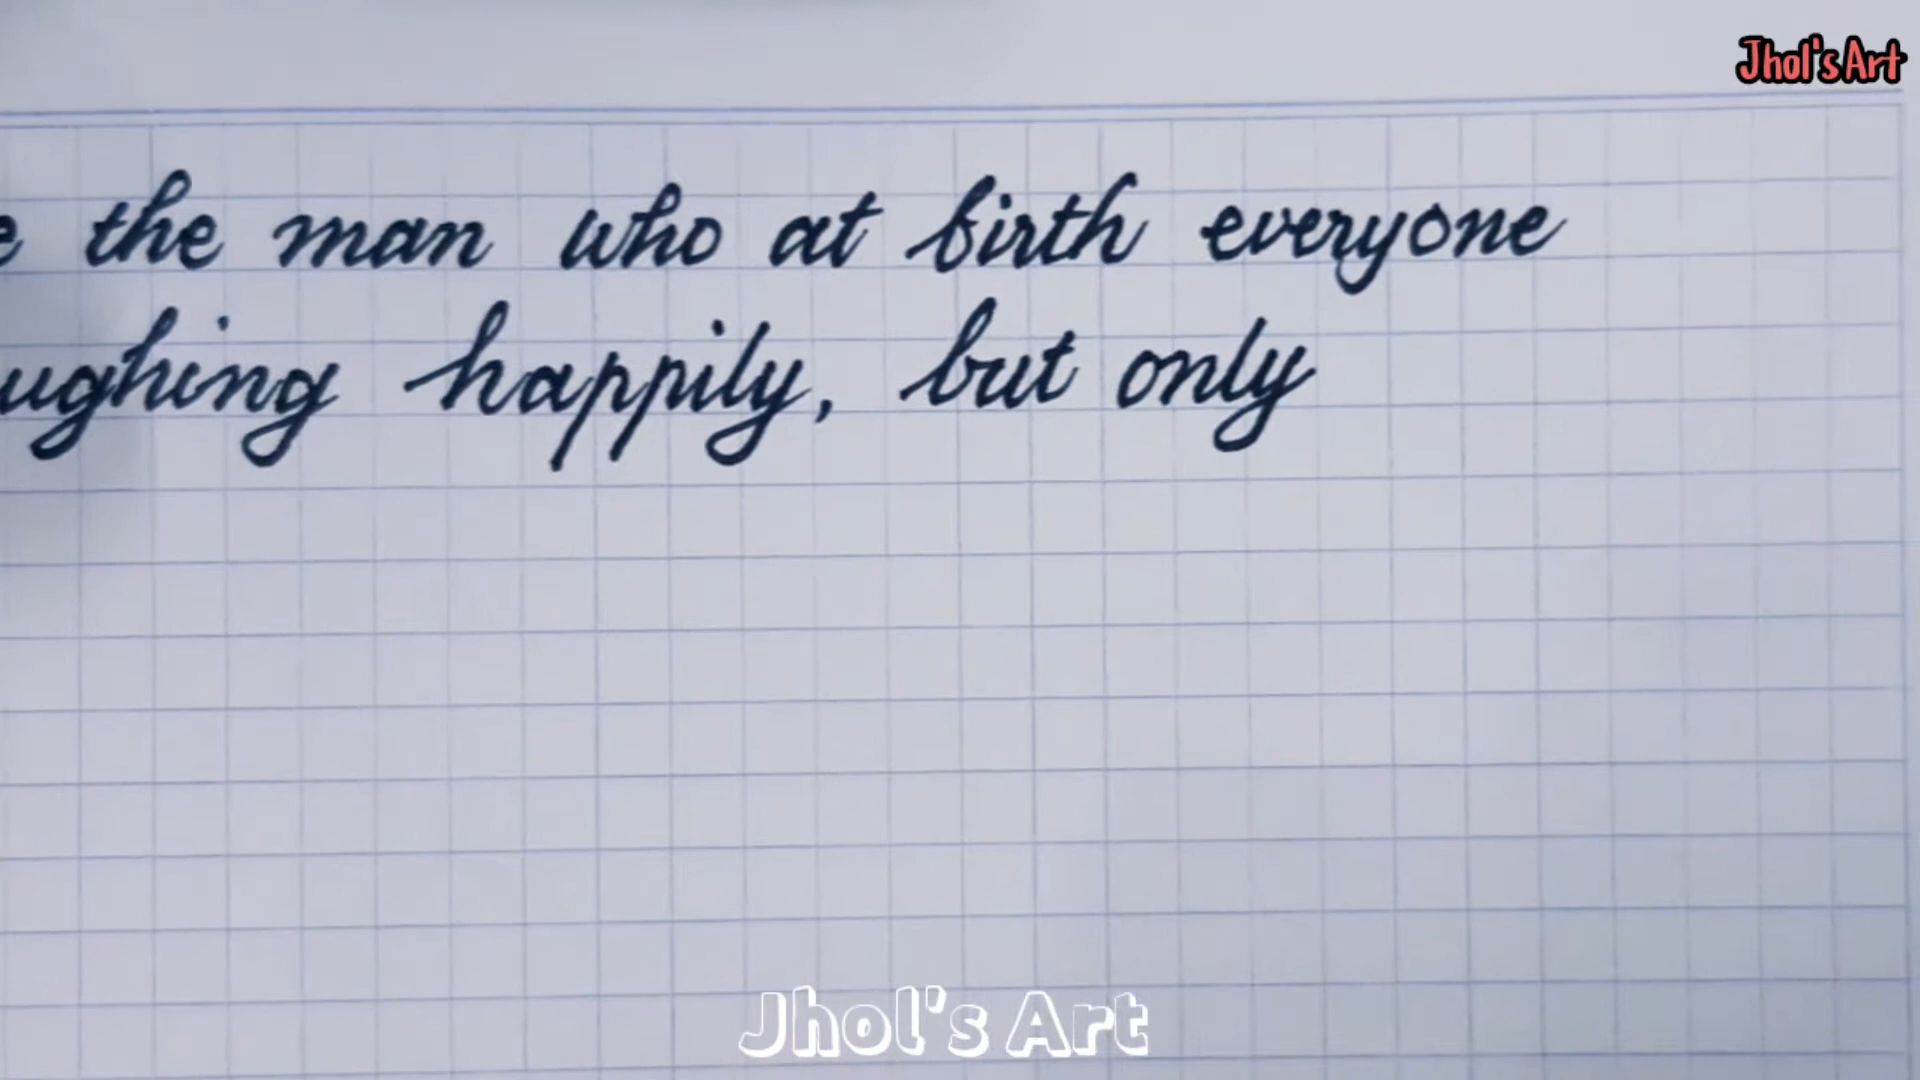 Jhol's Art
e the man who at birth everyone
ughing happily, but only
Jhol's Art